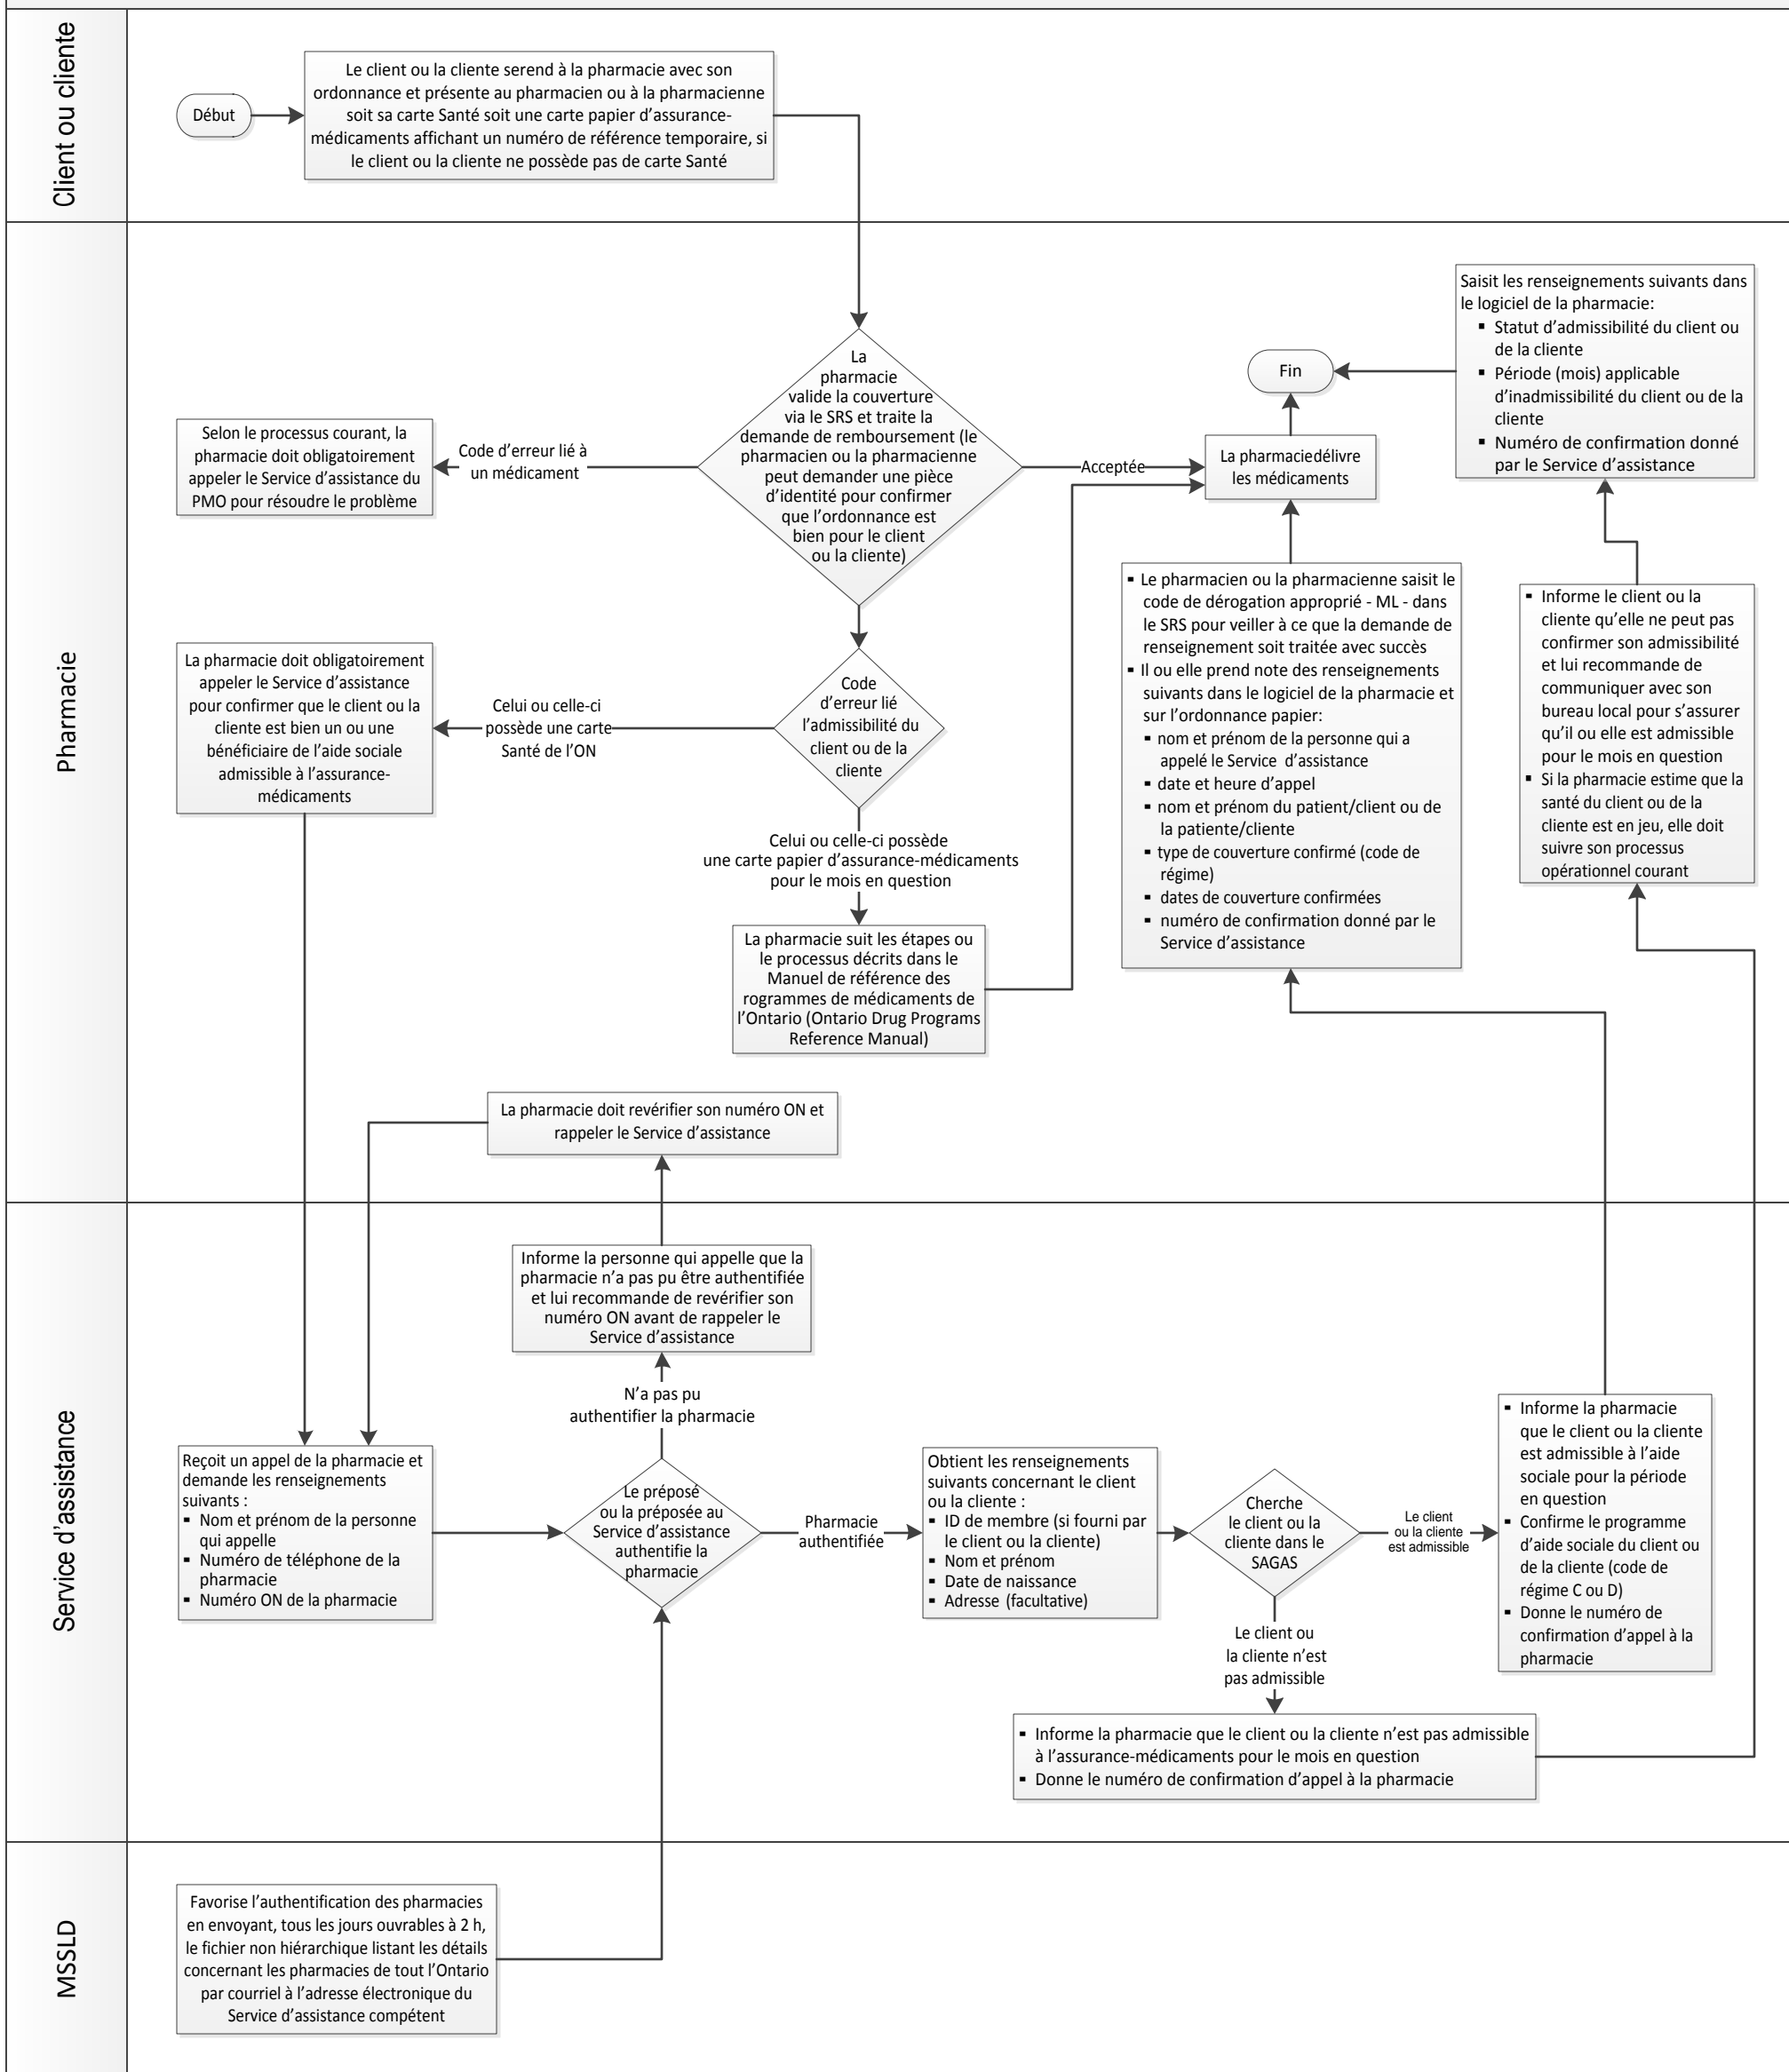 Client ou cliente
Début
Le client ou la cliente serend à la pharmacie avec son
ordonnance et présente au pharmacien ou à la pharmacienne
soit sa carte Santé soit une carte papier d’assurance-
médicaments affichant un numéro de référence temporaire, si
le client ou la cliente ne possède pas de carte Santé
Pharmacie
La
pharmacie
valide la couverture
via le SRS et traite la
demande de remboursement (le
pharmacien ou la pharmacienne
peut demander une pièce
d’identité pour confirmer
que l’ordonnance est
bien pour le client
ou la cliente)
Code d’erreur lié à
un médicament
Selon le processus courant, la
pharmacie doit obligatoirement
appeler le Service d’assistance du
PMO pour résoudre le problème
Acceptée
La pharmaciedélivre
les médicaments
Fin
Saisit les renseignements suivants dans
le logiciel de la pharmacie:
▪ Statut d’admissibilité du client ou
de la cliente
▪ Période (mois) applicable
d’inadmissibilité du client ou de la
cliente
▪ Numéro de confirmation donné
par le Service d’assistance
Code
d’erreur lié
l’admissibilité du
client ou de la
cliente
Celui ou celle-ci
possède une carte
Santé de l’ON
La pharmacie doit obligatoirement
appeler le Service d’assistance
pour confirmer que le client ou la
cliente est bien un ou une
bénéficiaire de l’aide sociale
admissible à l’assurance-
médicaments
Celui ou celle-ci possède
une carte papier d’assurance-médicaments
pour le mois en question
La pharmacie suit les étapes ou
le processus décrits dans le
Manuel de référence des
rogrammes de médicaments de
l’Ontario (Ontario Drug Programs
Reference Manual)
▪ Le pharmacien ou la pharmacienne saisit le
code de dérogation approprié - ML - dans
le SRS pour veiller à ce que la demande de
renseignement soit traitée avec succès
▪ Il ou elle prend note des renseignements
suivants dans le logiciel de la pharmacie et
sur l’ordonnance papier:
▪ nom et prénom de la personne qui a
appelé le Service d’assistance
▪ date et heure d’appel
▪ nom et prénom du patient/client ou de
la patiente/cliente
▪ type de couverture confirmé (code de
régime)
▪ dates de couverture confirmées
▪ numéro de confirmation donné par le
Service d’assistance
▪ Informe le client ou la
cliente qu’elle ne peut pas
confirmer son admissibilité
et lui recommande de
communiquer avec son
bureau local pour s’assurer
qu’il ou elle est admissible
pour le mois en question
▪ Si la pharmacie estime que la
santé du client ou de la
cliente est en jeu, elle doit
suivre son processus
opérationnel courant
La pharmacie doit revérifier son numéro ON et
rappeler le Service d’assistance
Service d’assistance
Informe la personne qui appelle que la
pharmacie n’a pas pu être authentifiée
et lui recommande de revérifier son
numéro ON avant de rappeler le
Service d’assistance
N’a pas pu
authentifier la pharmacie
Reçoit un appel de la pharmacie et
demande les renseignements
suivants :
▪ Nom et prénom de la personne
qui appelle
▪ Numéro de téléphone de la
pharmacie
▪ Numéro ON de la pharmacie
Le préposé
ou la préposée au
Service d’assistance
authentifie la
pharmacie
Pharmacie
authentifiée
Obtient les renseignements
suivants concernant le client
ou la cliente :
▪ ID de membre (si fourni par
le client ou la cliente)
▪ Nom et prénom
▪ Date de naissance
▪ Adresse (facultative)
Cherche
le client ou la
cliente dans le
SAGAS
Le client
ou la cliente
est admissible
▪ Informe la pharmacie
que le client ou la cliente
est admissible à l’aide
sociale pour la période
en question
▪ Confirme le programme
d’aide sociale du client ou
de la cliente (code de
régime C ou D)
▪ Donne le numéro de
confirmation d’appel à la
pharmacie
Le client ou
la cliente n’est
pas admissible
▪ Informe la pharmacie que le client ou la cliente n’est pas admissible
à l’assurance-médicaments pour le mois en question
▪ Donne le numéro de confirmation d’appel à la pharmacie
MSSLD
Favorise l’authentification des pharmacies
en envoyant, tous les jours ouvrables à 2 h,
le fichier non hiérarchique listant les détails
concernant les pharmacies de tout l’Ontario
par courriel à l’adresse électronique du
Service d’assistance compétent